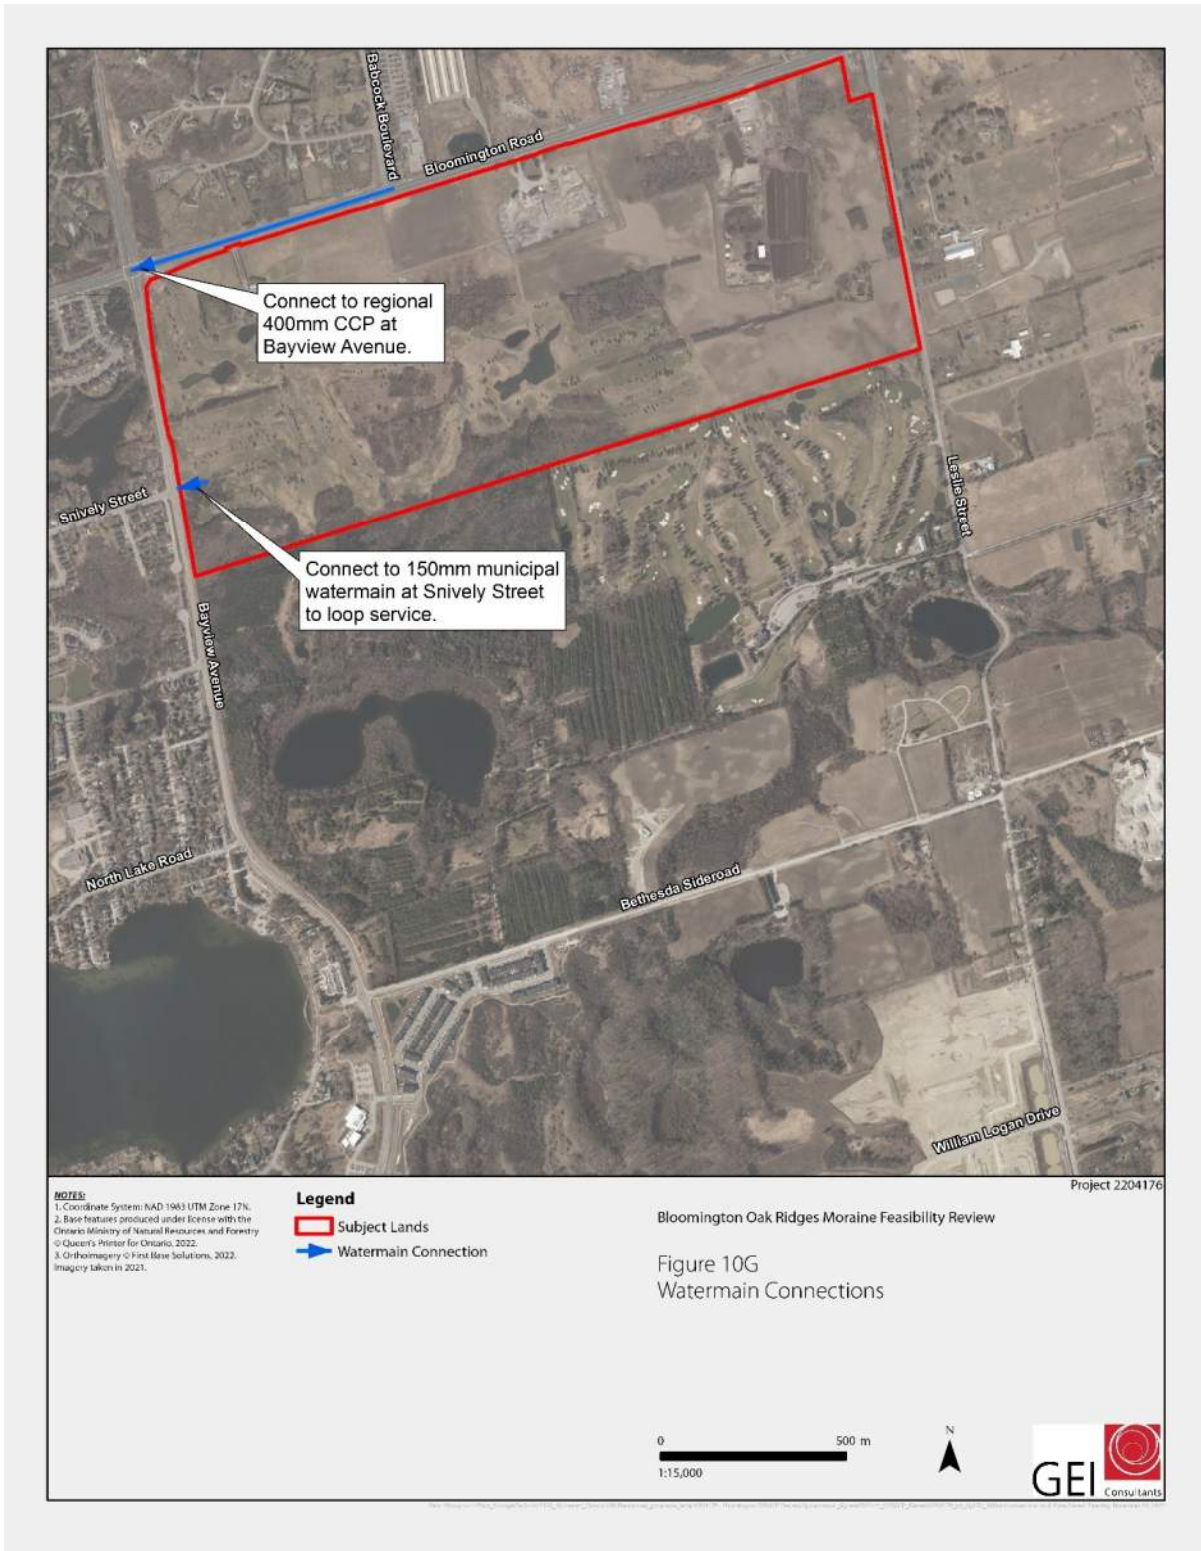 Babcock Boulevard
Bloomington Road
Connect to regional
400mm CCP at
Bayview Avenue.
Snively Street
Leslie Street
Connect to 150mm municipal
watermain at Snively Street
to loop service.
Bayview Avenue
North Lake Road
Bethesda Sideroad
William Logan Drive
Project 2204176
NOTES:
1. Coordinate System: NAD 1983 UTM Zone 17N.
2. Base features produced under license with the
Ontario Ministry of Natural Resources and Forestry
© Queen's Printer for Ontario, 2022.
3. Orthoimagery © First Base Solutions, 2022.
Imagery taken in 2021.
Legend
Subject Lands
Watermain Connection
Bloomington Oak Ridges Moraine Feasibility Review
Figure 10G
Watermain Connections
0 500 m
1:15,000
N
GEI
Consultants